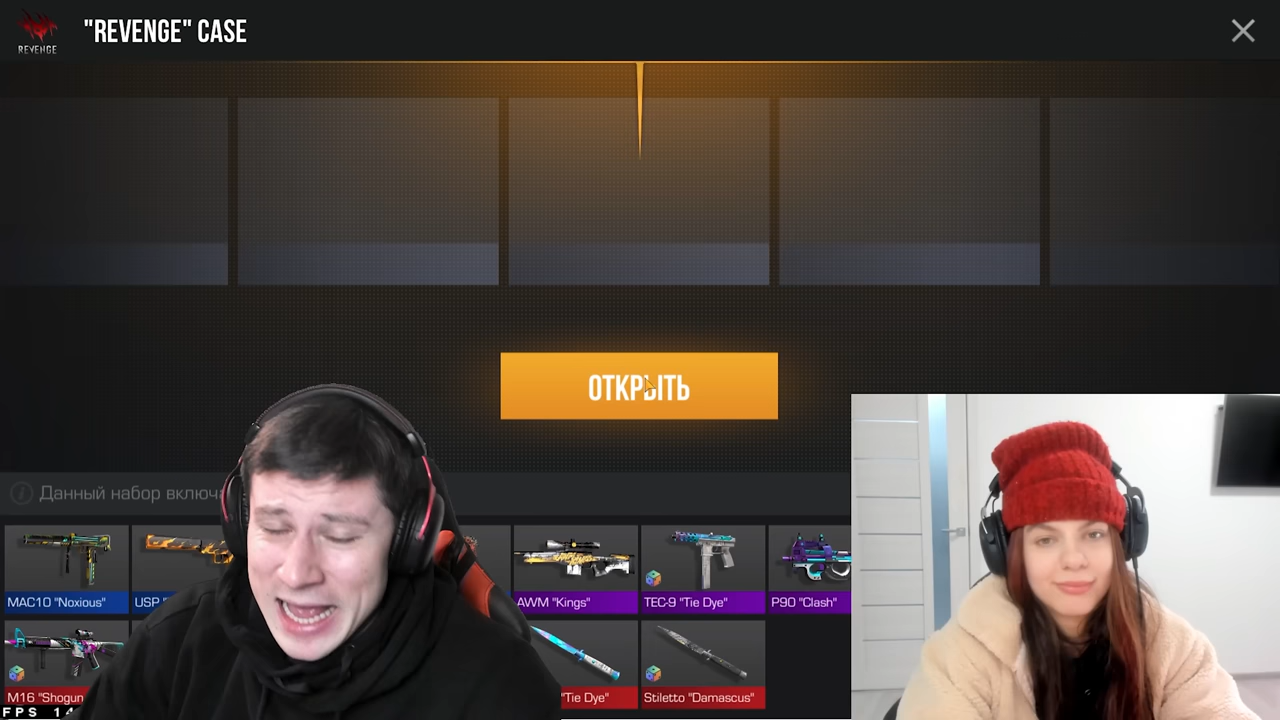 REVENGE
"REVENGE" CASE
ОТКРЫТЬ
Данный набор включа
MAC10 "Noxious"
USP
AWM "Kings"
TEC-9 "Tie Dye"
P90 "Clash"
M16 "Shogun
"Tie Dye"
Stiletto "Damascus"
FPS